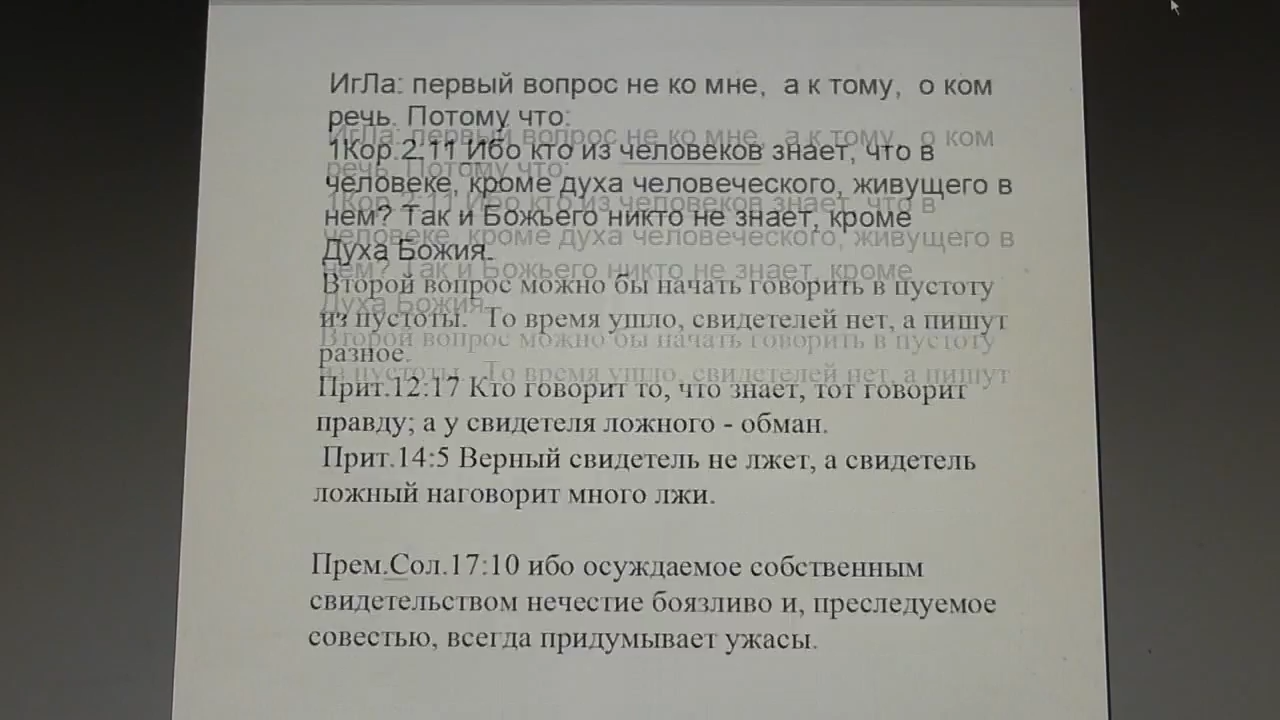 ИгЛа: первый вопрос не ко мне, а к тому, о ком
речь. Потому что:
1Кор.2:11 Ибо кто из человеков знает, что в
человеке, кроме духа человеческого, живущего в
нем? Так и Божьего никто не знает, кроме
Духа Божия.
Второй вопрос можно бы начать говорить в пустоту
из пустоты. То время ушло, свидетелей нет, а пишут
разное.
Прит.12:17 Кто говорит то, что знает, тот говорит
правду; а у свидетеля ложного - обман.
Прит.14:5 Верный свидетель не лжет, а свидетель
ложный наговорит много лжи.
Прем.Сол.17:10 ибо осуждаемое собственным
свидетельством нечестие боязливо и, преследуемое
совестью, всегда придумывает ужасы.